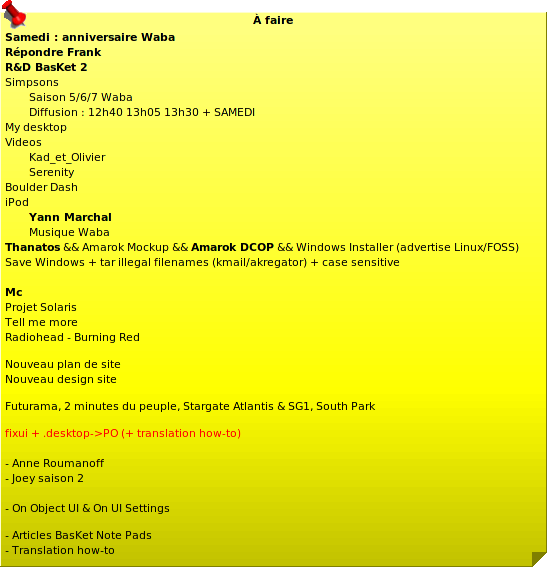 À faire
Samedi : anniversaire Waba
Répondre Frank
R&D BasKet 2
Simpsons
Saison 5/6/7 Waba
Diffusion : 12h40 13h05 13h30 + SAMEDI
My desktop
Videos
Kad_et_Olivier
Serenity
Boulder Dash
iPod
Yann Marchal
Musique Waba
Thanatos && Amarok Mockup && Amarok DCOP && Windows Installer (advertise Linux/FOSS)
Save Windows + tar illegal filenames (kmail/akregator) + case sensitive
Mc
Projet Solaris
Tell me more
Radiohead - Burning Red
Nouveau plan de site
Nouveau design site
Futurama, 2 minutes du peuple, Stargate Atlantis & SG1, South Park
fixui + .desktop->PO (+ translation how-to)
- Anne Roumanoff
- Joey saison 2
- On Object UI & On UI Settings
- Articles BasKet Note Pads
- Translation how-to